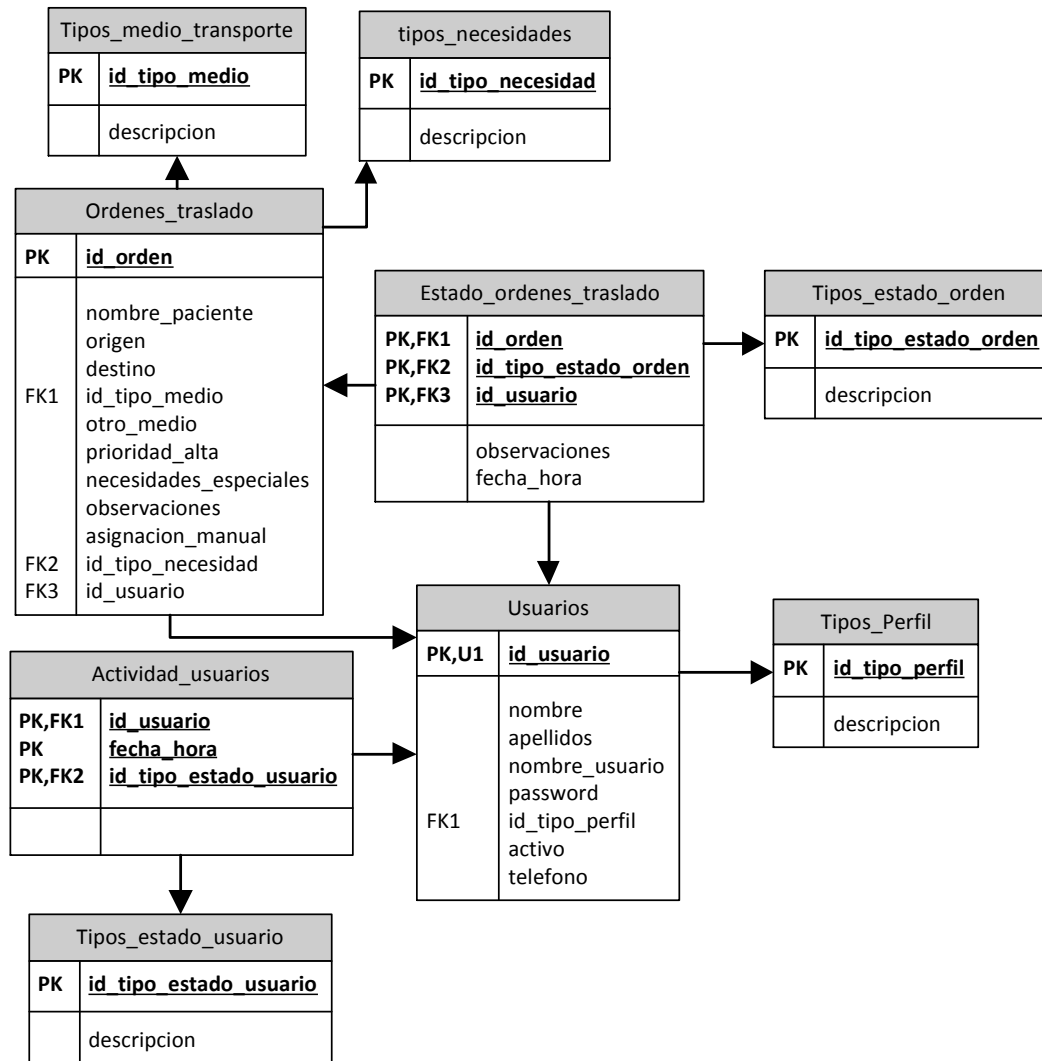 Tipos_medio_transporte
PK id_tipo_medio
descripcion
tipos_necesidades
PK id_tipo_necesidad
descripcion
Ordenes_traslado
PK id_orden
nombre_paciente
origen
destino
FK1 id_tipo_medio
otro_medio
prioridad_alta
necesidades_especiales
observaciones
asignacion_manual
FK2 id_tipo_necesidad
FK3 id_usuario
Estado_ordenes_traslado
PK,FK1 id_orden
PK,FK2 id_tipo_estado_orden
PK,FK3 id_usuario
observaciones
fecha_hora
Tipos_estado_orden
PK id_tipo_estado_orden
descripcion
Usuarios
PK,U1 id_usuario
nombre
apellidos
nombre_usuario
password
FK1 id_tipo_perfil
activo
telefono
Tipos_Perfil
PK id_tipo_perfil
descripcion
Actividad_usuarios
PK,FK1 id_usuario
PK fecha_hora
PK,FK2 id_tipo_estado_usuario
Tipos_estado_usuario
PK id_tipo_estado_usuario
descripcion